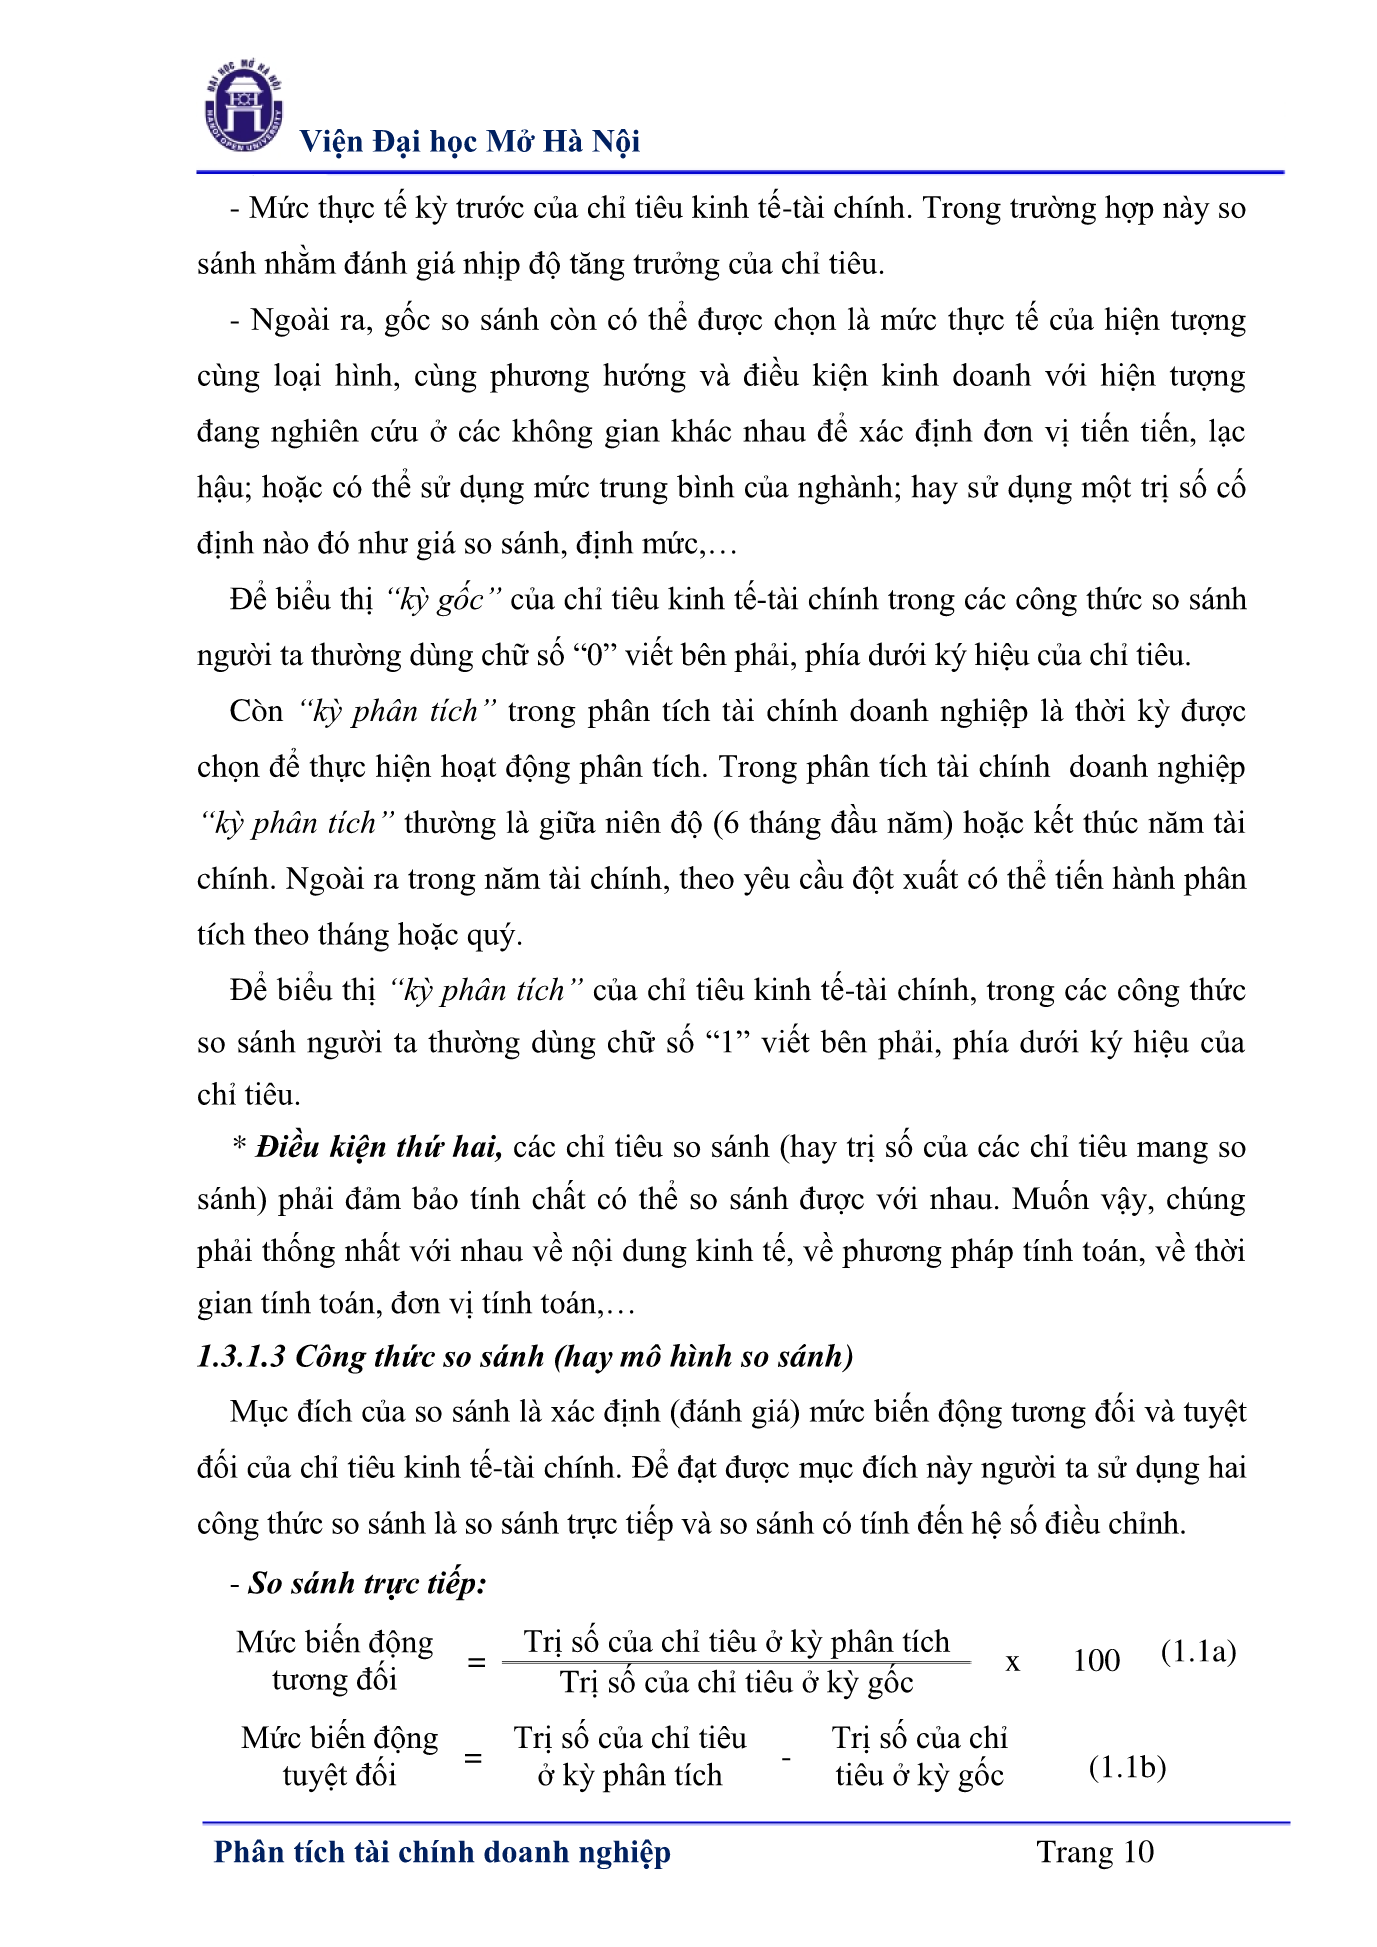 ĐẠI HỌC MỞ HÀ NỘI
HANOI OPEN UNIVERSITY
Viện Đại học Mở Hà Nội
- Mức thực tế kỳ trước của chỉ tiêu kinh tế-tài chính. Trong trường hợp này so
sánh nhằm đánh giá nhịp độ tăng trưởng của chỉ tiêu.
- Ngoài ra, gốc so sánh còn có thể được chọn là mức thực tế của hiện tượng
cùng loại hình, cùng phương hướng và điều kiện kinh doanh với hiện tượng
đang nghiên cứu ở các không gian khác nhau để xác định đơn vị tiến tiến, lạc
hậu; hoặc có thể sử dụng mức trung bình của nghành; hay sử dụng một trị số cố
định nào đó như giá so sánh, định mức,…
Để biểu thị “kỳ gốc” của chỉ tiêu kinh tế-tài chính trong các công thức so sánh
người ta thường dùng chữ số “0” viết bên phải, phía dưới ký hiệu của chỉ tiêu.
Còn “kỳ phân tích” trong phân tích tài chính doanh nghiệp là thời kỳ được
chọn để thực hiện hoạt động phân tích. Trong phân tích tài chính  doanh nghiệp
“kỳ phân tích” thường là giữa niên độ (6 tháng đầu năm) hoặc kết thúc năm tài
chính. Ngoài ra trong năm tài chính, theo yêu cầu đột xuất có thể tiến hành phân
tích theo tháng hoặc quý.
Để biểu thị “kỳ phân tích” của chỉ tiêu kinh tế-tài chính, trong các công thức
so sánh người ta thường dùng chữ số “1” viết bên phải, phía dưới ký hiệu của
chỉ tiêu.
* Điều kiện thứ hai, các chỉ tiêu so sánh (hay trị số của các chỉ tiêu mang so
sánh) phải đảm bảo tính chất có thể so sánh được với nhau. Muốn vậy, chúng
phải thống nhất với nhau về nội dung kinh tế, về phương pháp tính toán, về thời
gian tính toán, đơn vị tính toán,…
1.3.1.3 Công thức so sánh (hay mô hình so sánh)
Mục đích của so sánh là xác định (đánh giá) mức biến động tương đối và tuyệt
đối của chỉ tiêu kinh tế-tài chính. Để đạt được mục đích này người ta sử dụng hai
công thức so sánh là so sánh trực tiếp và so sánh có tính đến hệ số điều chỉnh.
- So sánh trực tiếp:
Mức biến động
tương đối
=
Trị số của chỉ tiêu ở kỳ phân tích
Trị số của chỉ tiêu ở kỳ gốc
x 100 (1.1a)
Mức biến động
tuyệt đối
=
Trị số của chỉ tiêu
ở kỳ phân tích
-
Trị số của chỉ
tiêu ở kỳ gốc
(1.1b)
Phân tích tài chính doanh nghiệp Trang 10